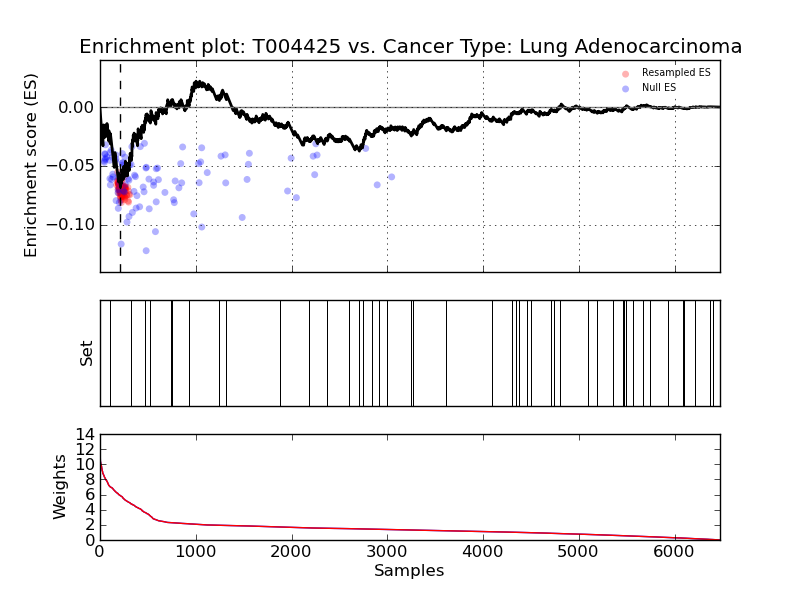 Enrichment plot: T004425 vs. Cancer Type: Lung Adenocarcinoma
Enrichment score (ES)
0.00
−0.05
−0.10
Resampled ES
Null ES
Set
Weights
14
12
10
8
6
4
2
0
0 1000 2000 3000 4000 5000 6000
Samples